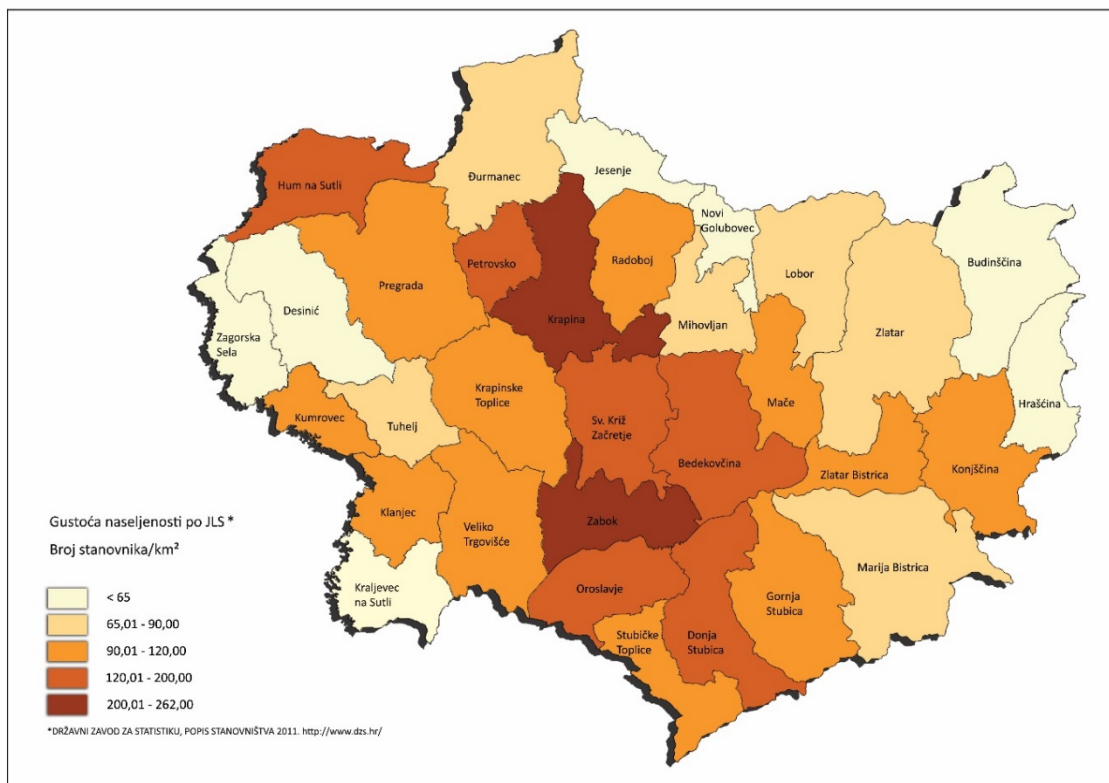 Đurmanec
Jesenje
Hum na Sutli
Novi
Golubovec
Radoboj
Petrovsko
Lobor
Budinščina
Pregrada
Desinić
Krapina
Mihovljan
Zlatar
Zagorska
Sela
Krapinske
Toplice
Mače
Hrašćina
Kumrovec
Tuhelj
Sv. Križ
Začretje
Bedekovčina
Zlatar Bistrica
Konjščina
Klanjec
Veliko
Trgovišće
Zabok
Marija Bistrica
Kraljevec
na Sutli
Oroslavje
Gornja
Stubica
Stubičke
Toplice
Donja
Stubica
Gustoća naseljenosti po JLS *
Broj stanovnika/km²
< 65
65,01 - 90,00
90,01 - 120,00
120,01 - 200,00
200,01 - 262,00
*DRŽAVNI ZAVOD ZA STATISTIKU, POPIS STANOVNIŠTVA 2011. http://www.dzs.hr/